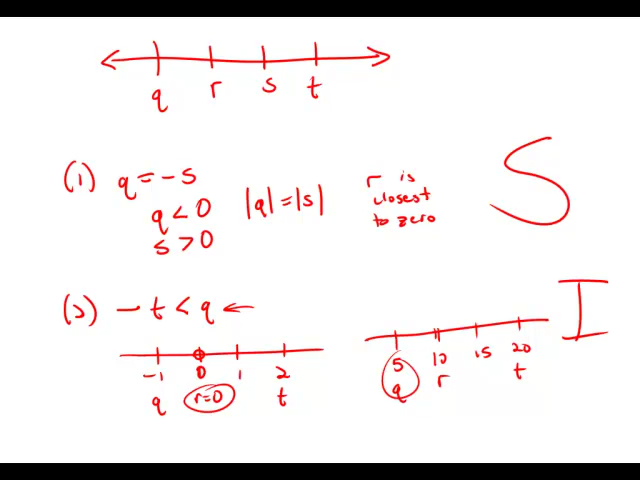 q r s t
(1) q = -s
q < 0
s > 0
|q| = |s|
r is
closest
to zero
S
(2) -t < q ←
-1 0 1 2
q r=0 t
5 10 15 20
q r t
I